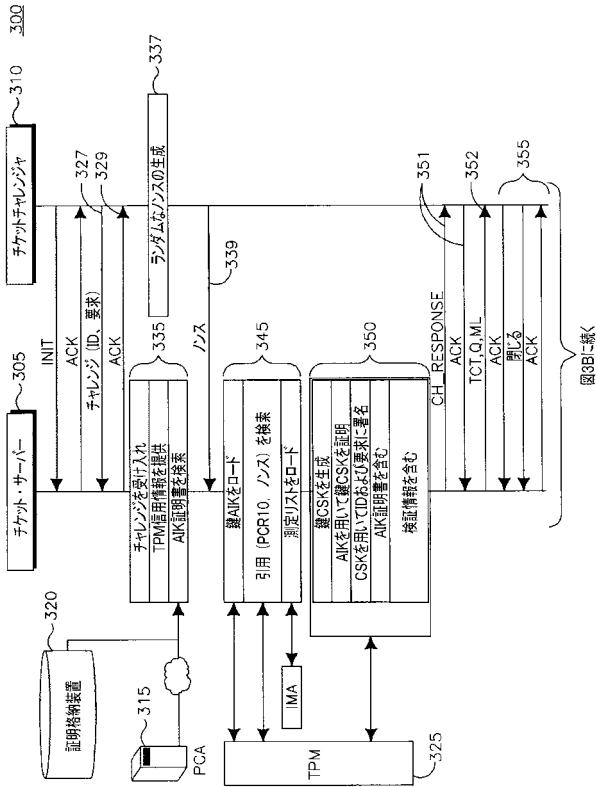 300
チケット・サーバー
305
チケットチャレンジャ
310
INIT
ACK
チャレンジ（ID、要求）
327
ACK
329
320
証明格納装置
315
PCA
チャレンジを受け入れ
TPM信用情報を提供
AIK証明書を検索
335
ランダムなノンスの生成
337
ノンス
339
鍵AIKをロード
引用（PCR10、ノンス）を検索
測定リストをロード
345
IMA
TPM
325
鍵CSKを生成
AIKを用いて鍵CSKを証明
CSKを用いてIDおよび要求に署名
AIK証明書を含む
検証情報を含む
350
CH_RESPONSE
351
ACK
TCT,Q,ML
352
ACK
閉じる
355
ACK
図3Bに続く